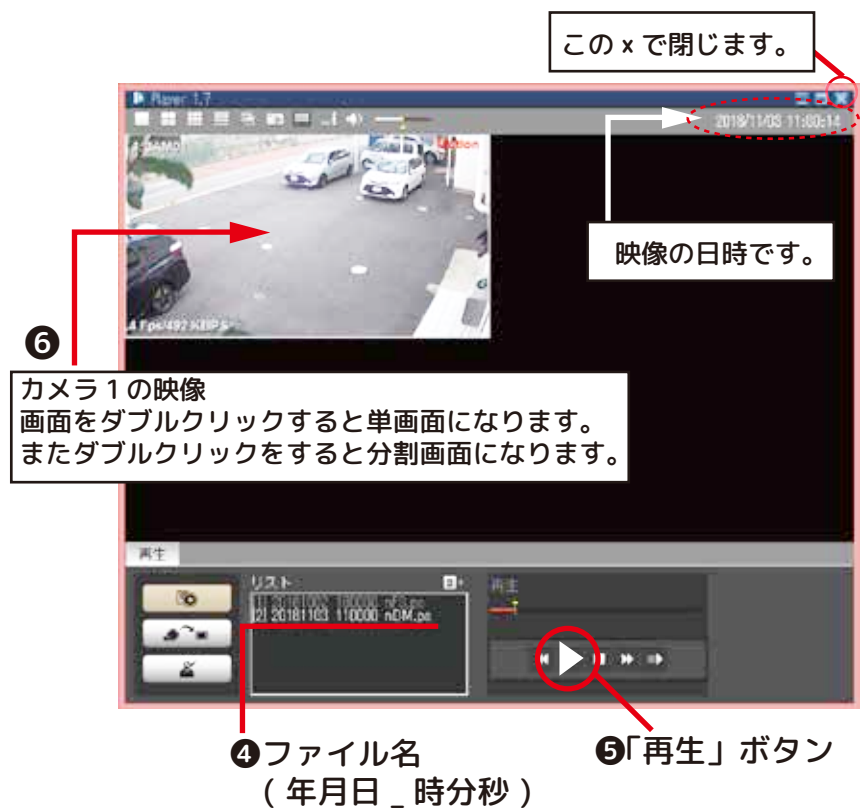 この x で閉じます。
Player 1.7
2018/11/03 11:00:14
Motion
映像の日時です。
4 Fps/492 KBPS
❻
カメラ１の映像
画面をダブルクリックすると単画面になります。
またダブルクリックをすると分割画面になります。
再生
リスト
再生
[2] 20181103 110000 nDM.ps
❹ファイル名
( 年月日 _ 時分秒 )
❺「再生」ボタン